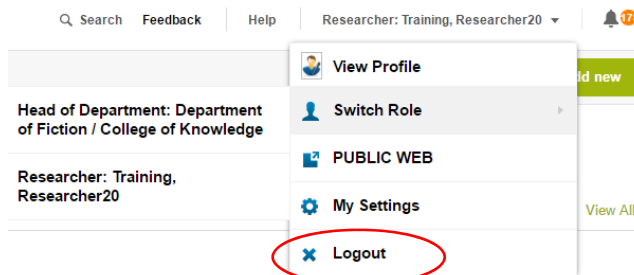 Search Feedback Help Researcher: Training, Researcher20 17
View Profile
dd new
Head of Department: Department
of Fiction / College of Knowledge
Switch Role
PUBLIC WEB
Researcher: Training,
Researcher20
My Settings
View All
Logout